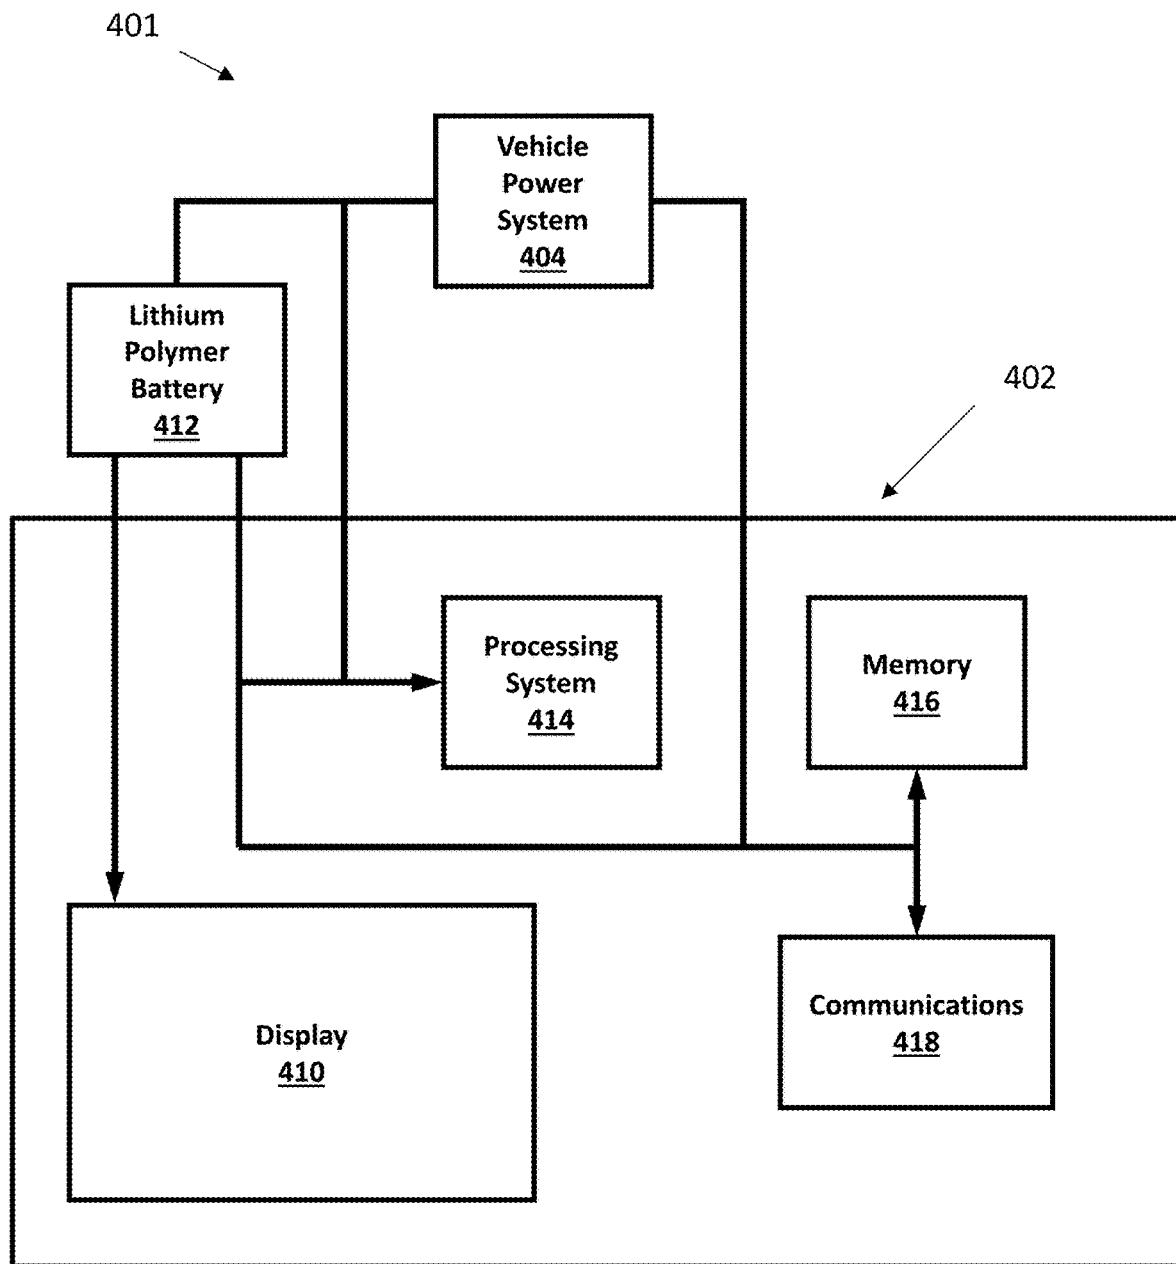 401
Vehicle
Power
System
404
Lithium
Polymer
Battery
412
402
Processing
System
414
Memory
416
Communications
418
Display
410